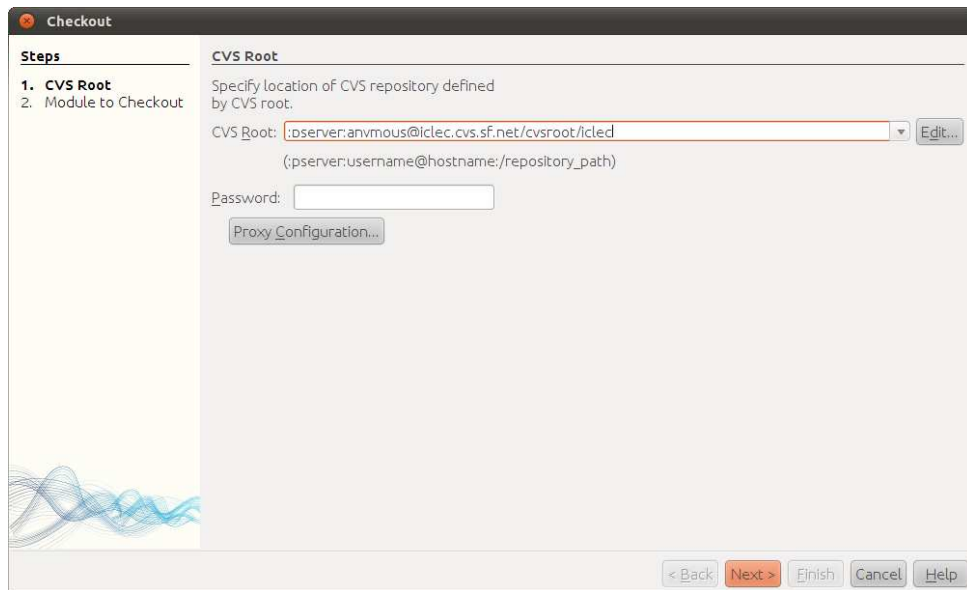 Checkout
Steps
1. CVS Root
2. Module to Checkout
CVS Root
Specify location of CVS repository defined
by CVS root.
CVS Root: :pserver:anymous@iclec.cvs.sf.net/cvsroot/iclec
Edit...
(:pserver:username@hostname:/repository_path)
Password:
Proxy Configuration...
< Back Next > Finish Cancel Help